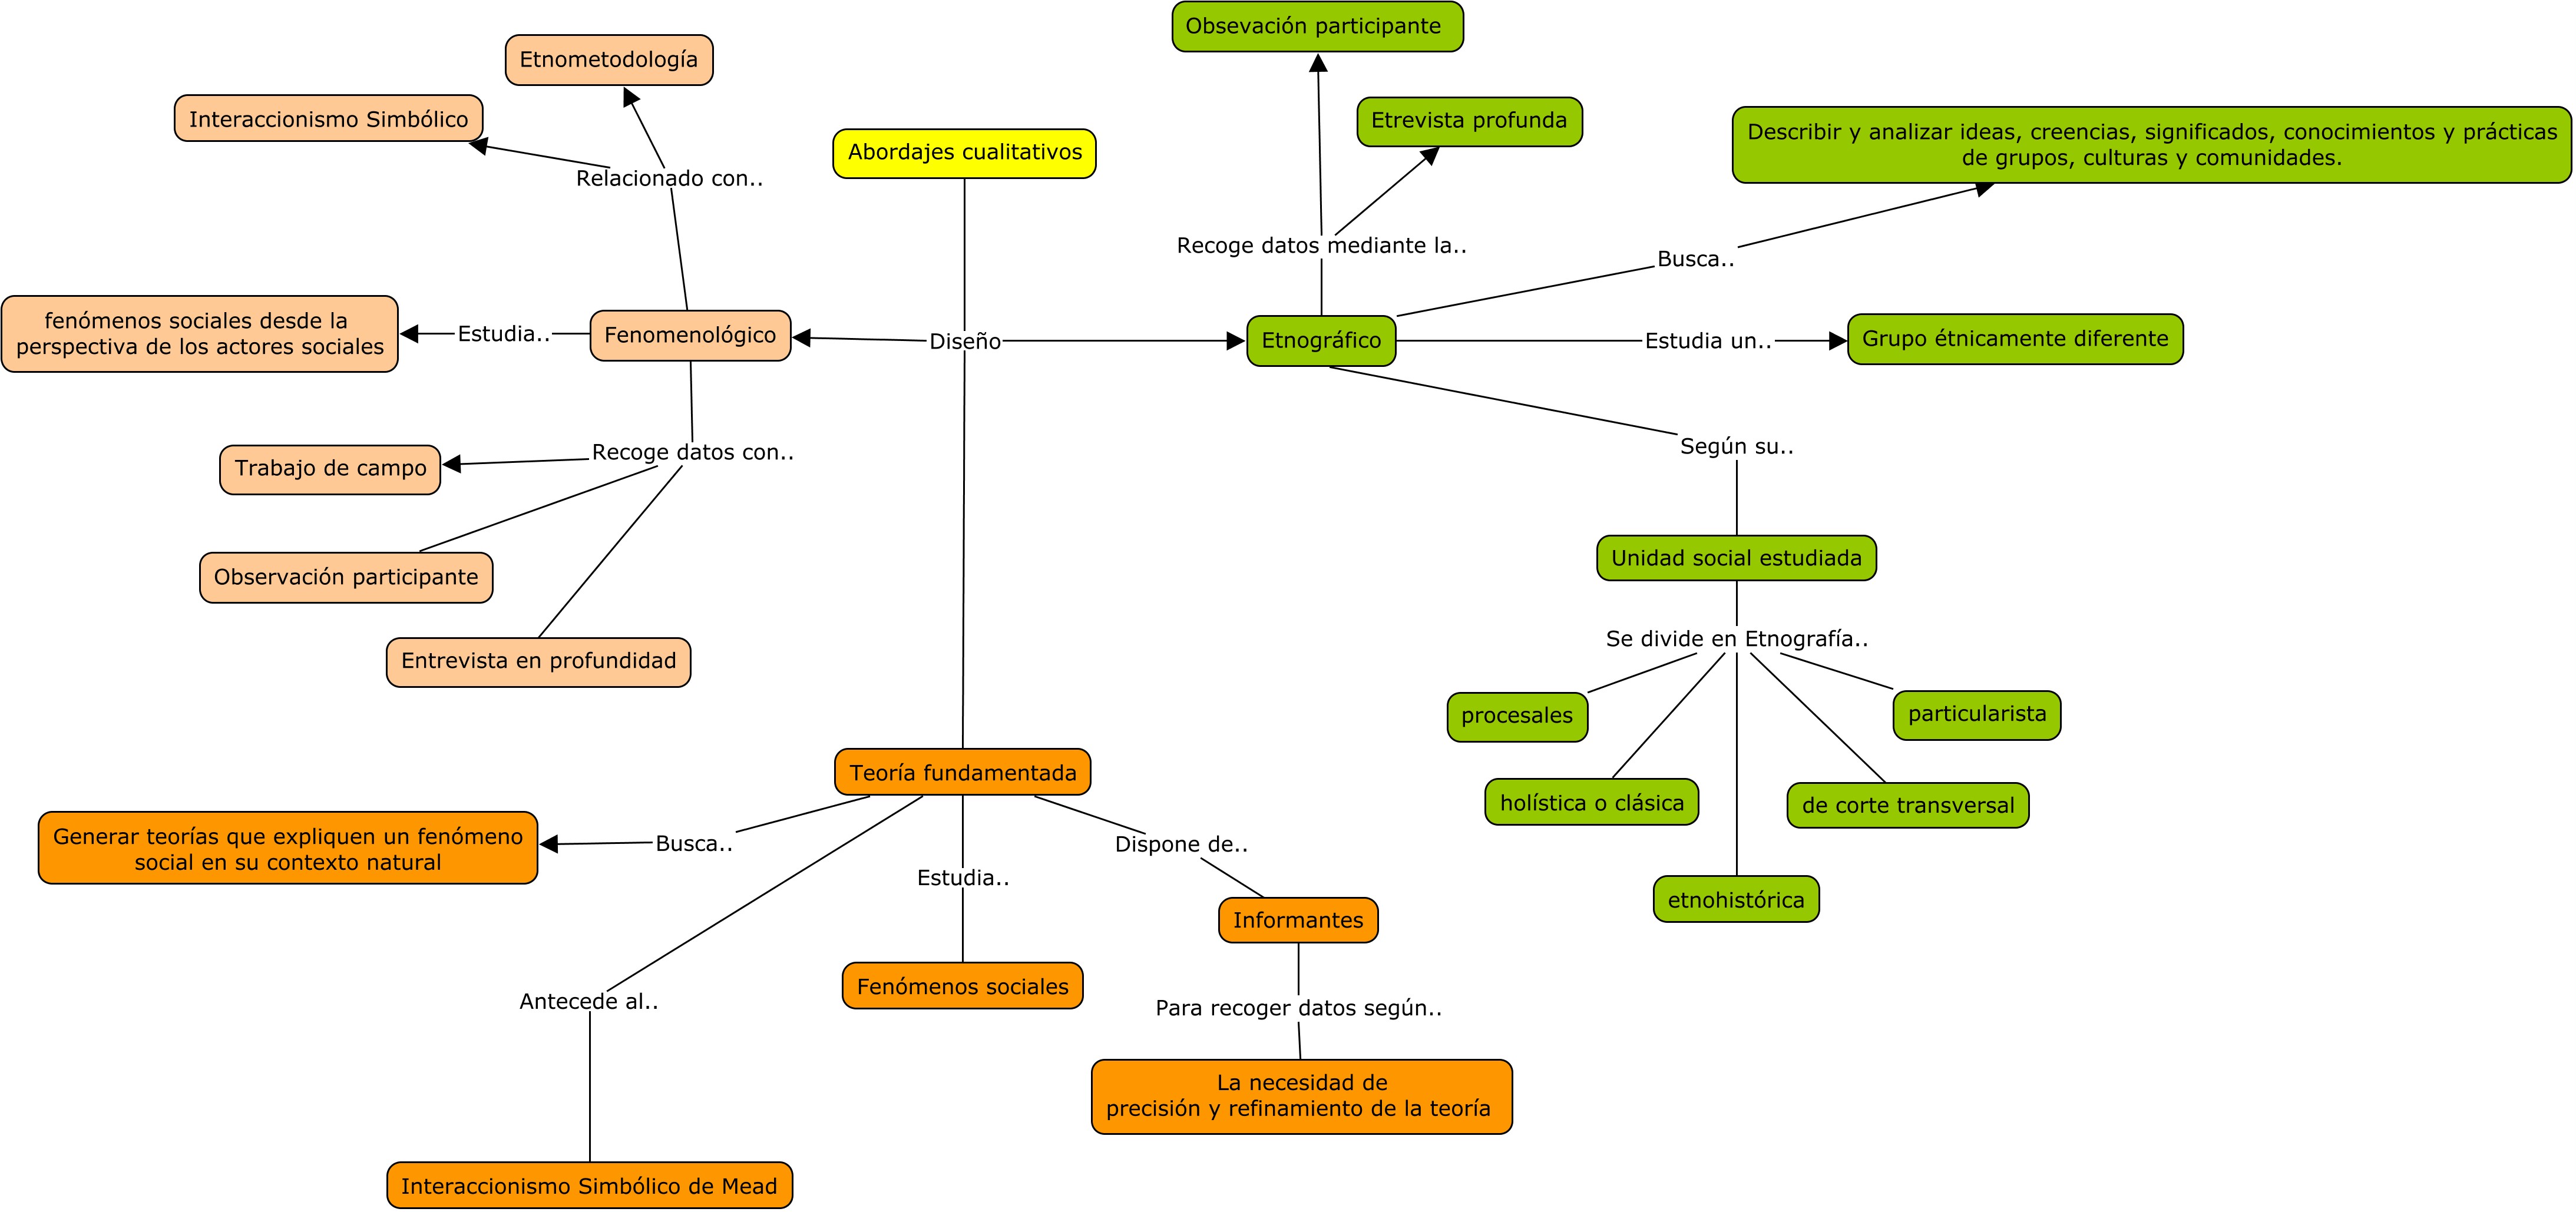 Obsevación participante
Etnometodología
Interaccionismo Simbólico
Etrevista profunda
Abordajes cualitativos
Describir y analizar ideas, creencias, significados, conocimientos y prácticas
de grupos, culturas y comunidades.
Relacionado con..
Recoge datos mediante la..
Busca..
fenómenos sociales desde la
perspectiva de los actores sociales
Estudia..
Fenomenológico
Diseño
Etnográfico
Estudia un..
Grupo étnicamente diferente
Recoge datos con..
Según su..
Trabajo de campo
Observación participante
Unidad social estudiada
Entrevista en profundidad
Se divide en Etnografía..
procesales
particularista
holística o clásica
de corte transversal
etnohistórica
Teoría fundamentada
Generar teorías que expliquen un fenómeno
social en su contexto natural
Busca..
Estudia..
Dispone de..
Informantes
Antecede al..
Fenómenos sociales
Para recoger datos según..
La necesidad de
precisión y refinamiento de la teoría
Interaccionismo Simbólico de Mead